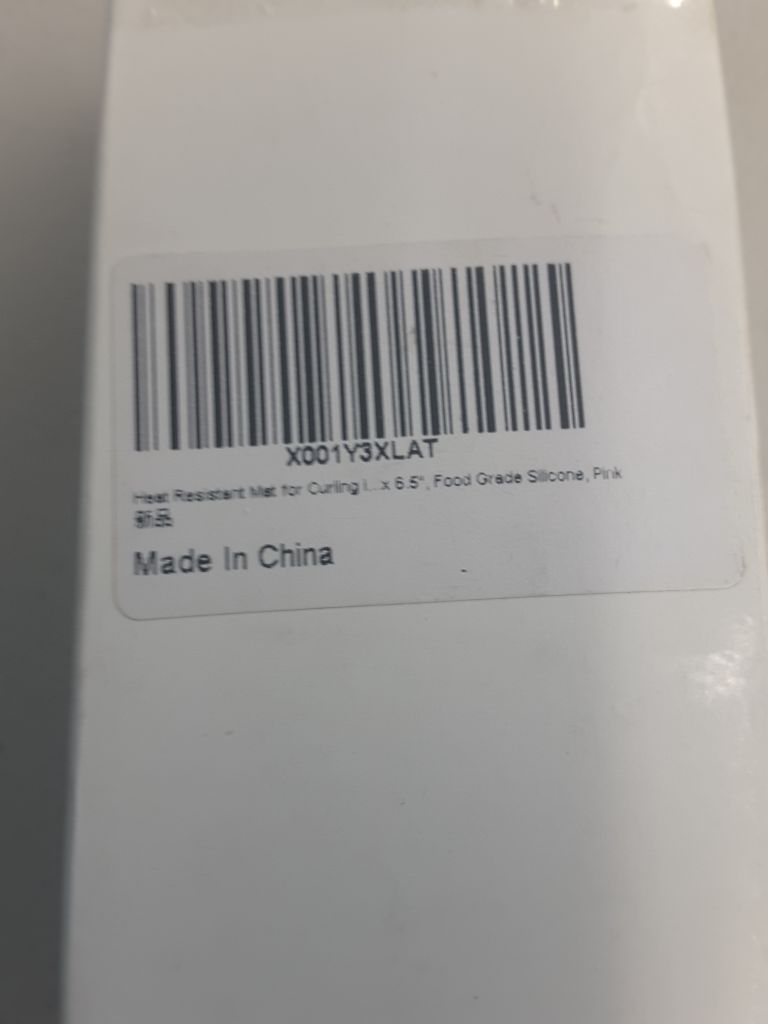 X001Y3XLAT
Heat Resistant Mat for Curling I...x 6.5", Food Grade Silicone, Pink
新品
Made In China